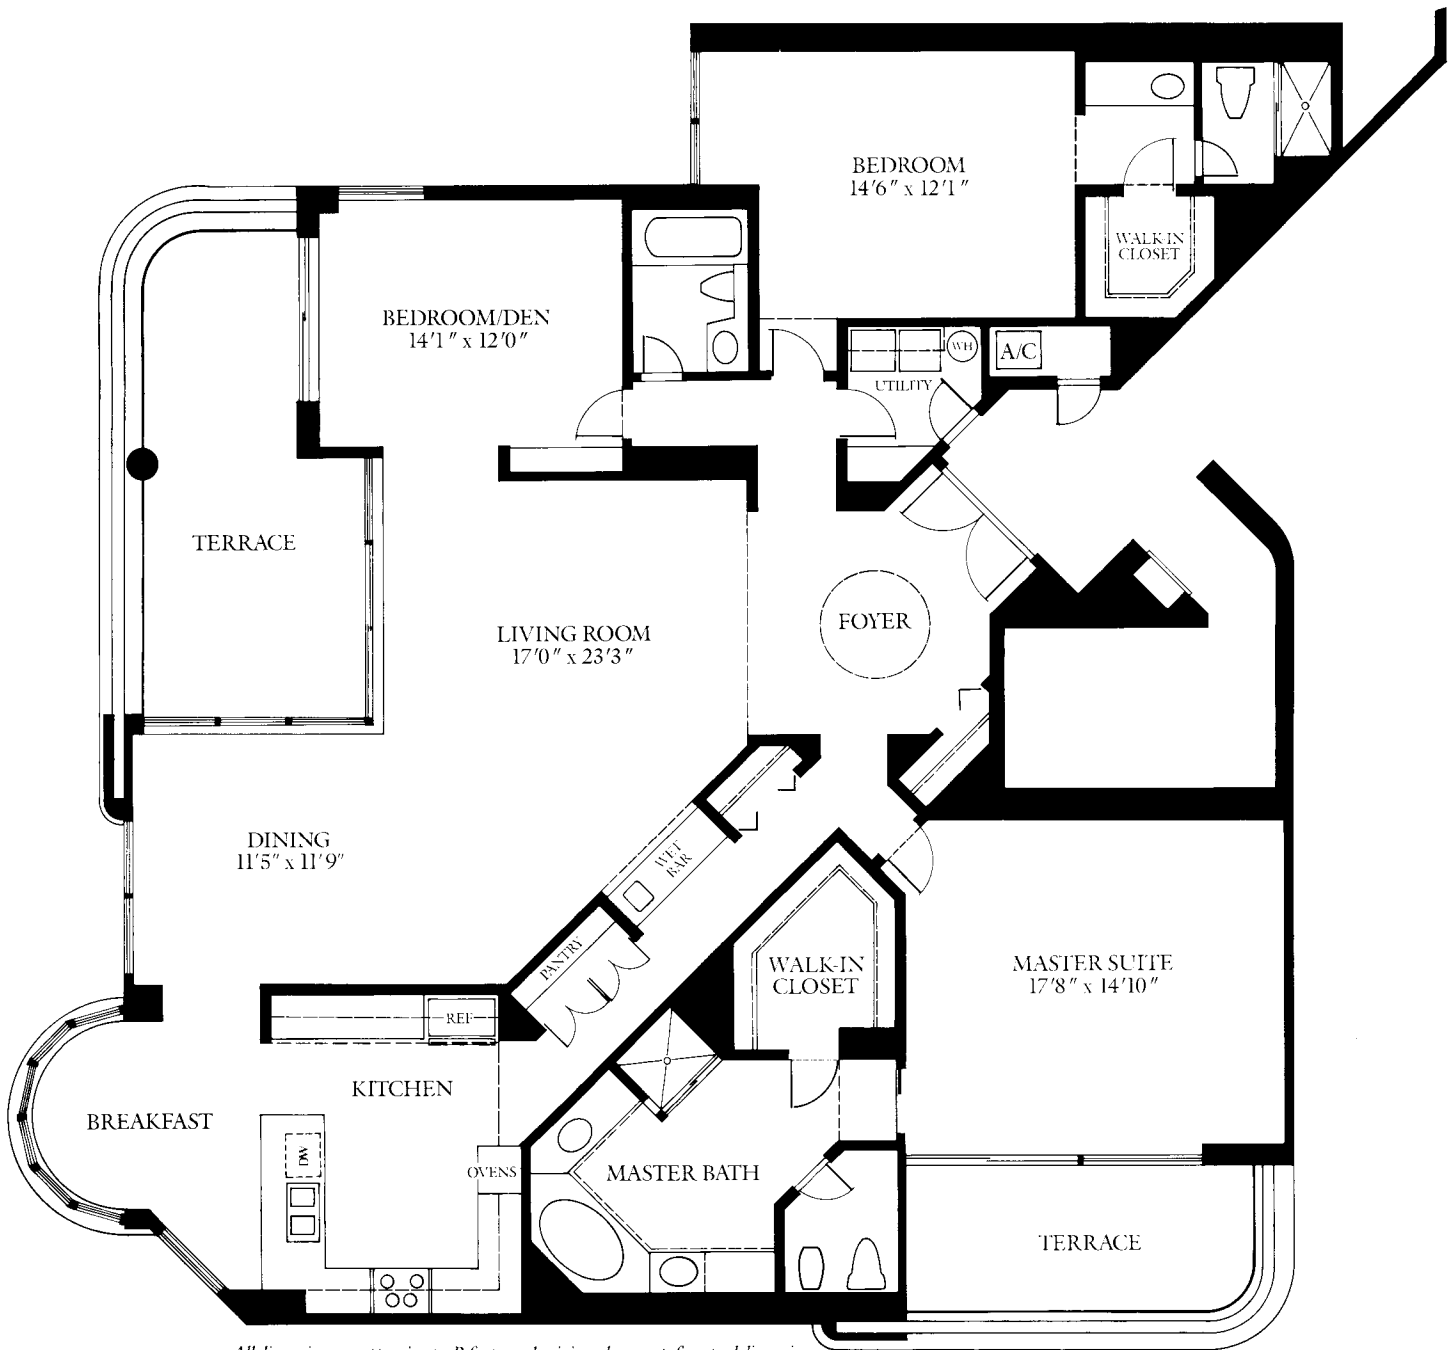 BEDROOM
14'6" x 12'1"
WALK-IN
CLOSET
BEDROOM/DEN
14'1" x 12'0"
WH
A/C
UTILITY
TERRACE
FOYER
LIVING ROOM
17'0" x 23'3"
DINING
11'5" x 11'9"
WET
BAR
PANTRY
WALK-IN
CLOSET
MASTER SUITE
17'8" x 14'10"
REF
KITCHEN
BREAKFAST
DW
OVENS
MASTER BATH
TERRACE